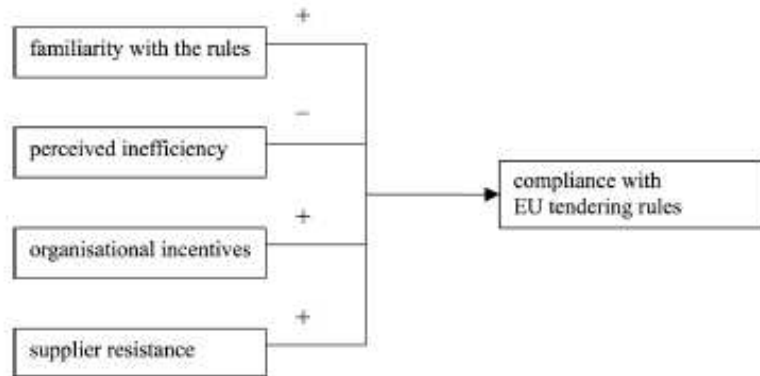 +
familiarity with the rules
−
perceived inefficiency
compliance with
EU tendering rules
+
organisational incentives
+
supplier resistance